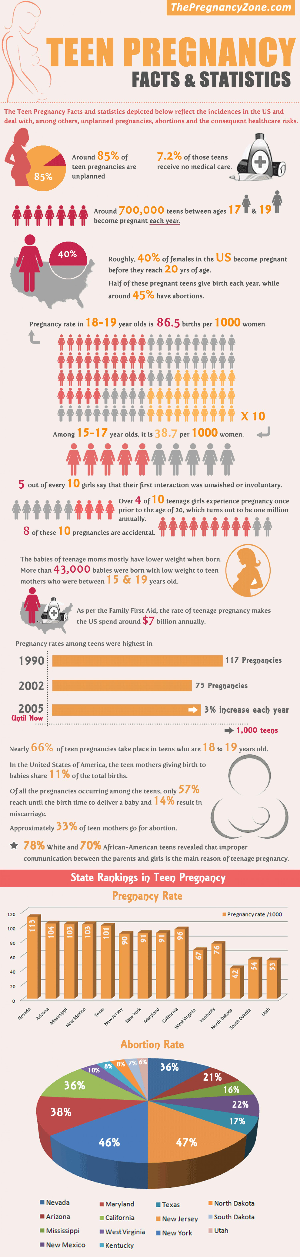 ThePregnancyZone.com
TEEN PREGNANCY
FACTS & STATISTICS
The Teen Pregnancy Facts and statistics depicted below reflect the incidences in the US and
deal with, among others, unplanned pregnancies, abortions and the consequent healthcare risks.
85%
Around 85% of
teen pregnancies are
unplanned
7.2% of those teens
receive no medical care.
Around 700,000 teens between ages 17 & 19
become pregnant each year.
40%
Roughly, 40% of females in the US become pregnant
before they reach 20 yrs of age.
Half of these pregnant teens give birth each year, while
around 45% have abortions.
Pregnancy rate in 18-19 year olds is 86.5 births per 1000 women
X 10
Among 15-17 year olds, it is 38.7 per 1000 women.
5 out of every 10 girls say that their first interaction was unwished or involuntary.
Over 4 of 10 teenage girls experience pregnancy once
prior to the age of 20, which turns out to be one million
annually.
8 of these 10 pregnancies are accidental.
The babies of teenage moms mostly have lower weight when born.
More than 43,000 babies were born with low weight to teen
mothers who were between 15 & 19 years old.
As per the Family First Aid, the rate of teenage pregnancy makes
the US spend around $7 billion annually.
Pregnancy rates among teens were highest in
1990 117 Pregnancies
2002 75 Pregnancies
2005 3% increase each year
Until Now
1,000 teens
Nearly 66% of teen pregnancies take place in teens who are 18 to 19 years old.
In the United States of America, the teen mothers giving birth to
babies share 11% of the total births.
Of all the pregnancies occurring among the teens, only 57%
reach until the birth time to deliver a baby and 14% result in
miscarriage.
Approximately 33% of teen mothers go for abortion.
78% White and 70% African-American teens revealed that improper
communication between the parents and girls is the main reason of teenage pregnancy.
State Rankings in Teen Pregnancy
Pregnancy Rate
Pregnancy rate /1000
120
100
80
60
40
20
0
113 104 103 103 101 90 91 91 96 67 76 42 54 53
Nevada Arizona Mississippi New Mexico Texas New Jersey New York Maryland California West Virginia Kentucky North Dakota South Dakota Utah
Abortion Rate
36%
21%
16%
22%
17%
47%
46%
38%
36%
10%
8%
8%
7%
6%
Nevada Maryland Texas North Dakota
Arizona California New Jersey South Dakota
Mississippi West Virginia New York Utah
New Mexico Kentucky